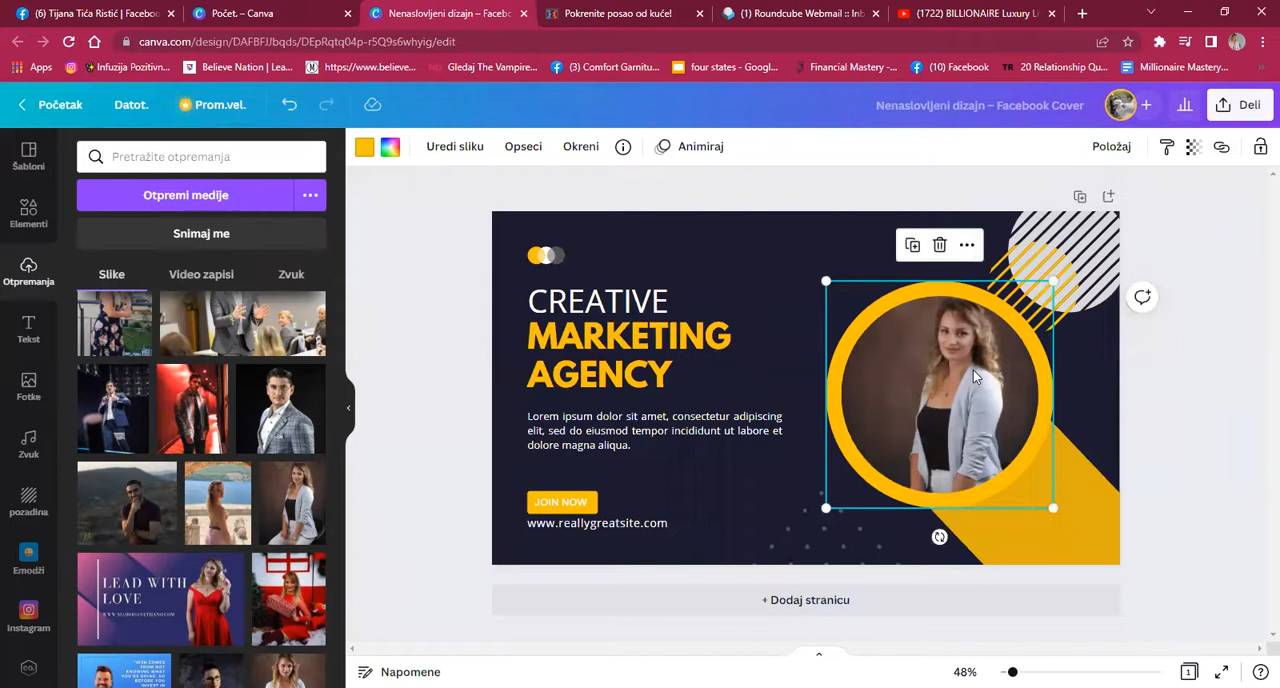 (6) Tijana Tića Ristić | Faceboo
Počet. – Canva
Nenaslovljeni dizajn – Faceb
Pokrenite posao od kuće!
(1) Roundcube Webmail :: Inb
(1722) BILLIONAIRE Luxury Li
canva.com/design/DAFBFJJbqds/DEpRqtq04p-r5Q9s6whyig/edit
Apps
Infuzija Pozitivn...
Believe Nation | Lea...
https://www.believe...
Gledaj The Vampire...
(3) Comfort Garnitu...
four states - Googl...
Financial Mastery -...
(10) Facebook
TR
20 Relationship Qu...
Millionaire Mastery...
Početak
Datot.
Prom.vel.
Nenaslovljeni dizajn – Facebook Cover
Deli
Šabloni
Elementi
Otpremanja
Tekst
Fotke
Zvuk
pozadina
Emodži
Instagram
Pretražite otpremanja
Otpremi medije
Snimaj me
Slike
Video zapisi
Zvuk
LEAD WITH
LOVE
Uredi sliku
Opseci
Okreni
Animiraj
Položaj
CREATIVE
MARKETING
AGENCY
Lorem ipsum dolor sit amet, consectetur adipiscing
elit, sed do eiusmod tempor incididunt ut labore et
dolore magna aliqua.
JOIN NOW
www.reallygreatsite.com
+ Dodaj stranicu
Napomene
48%
1